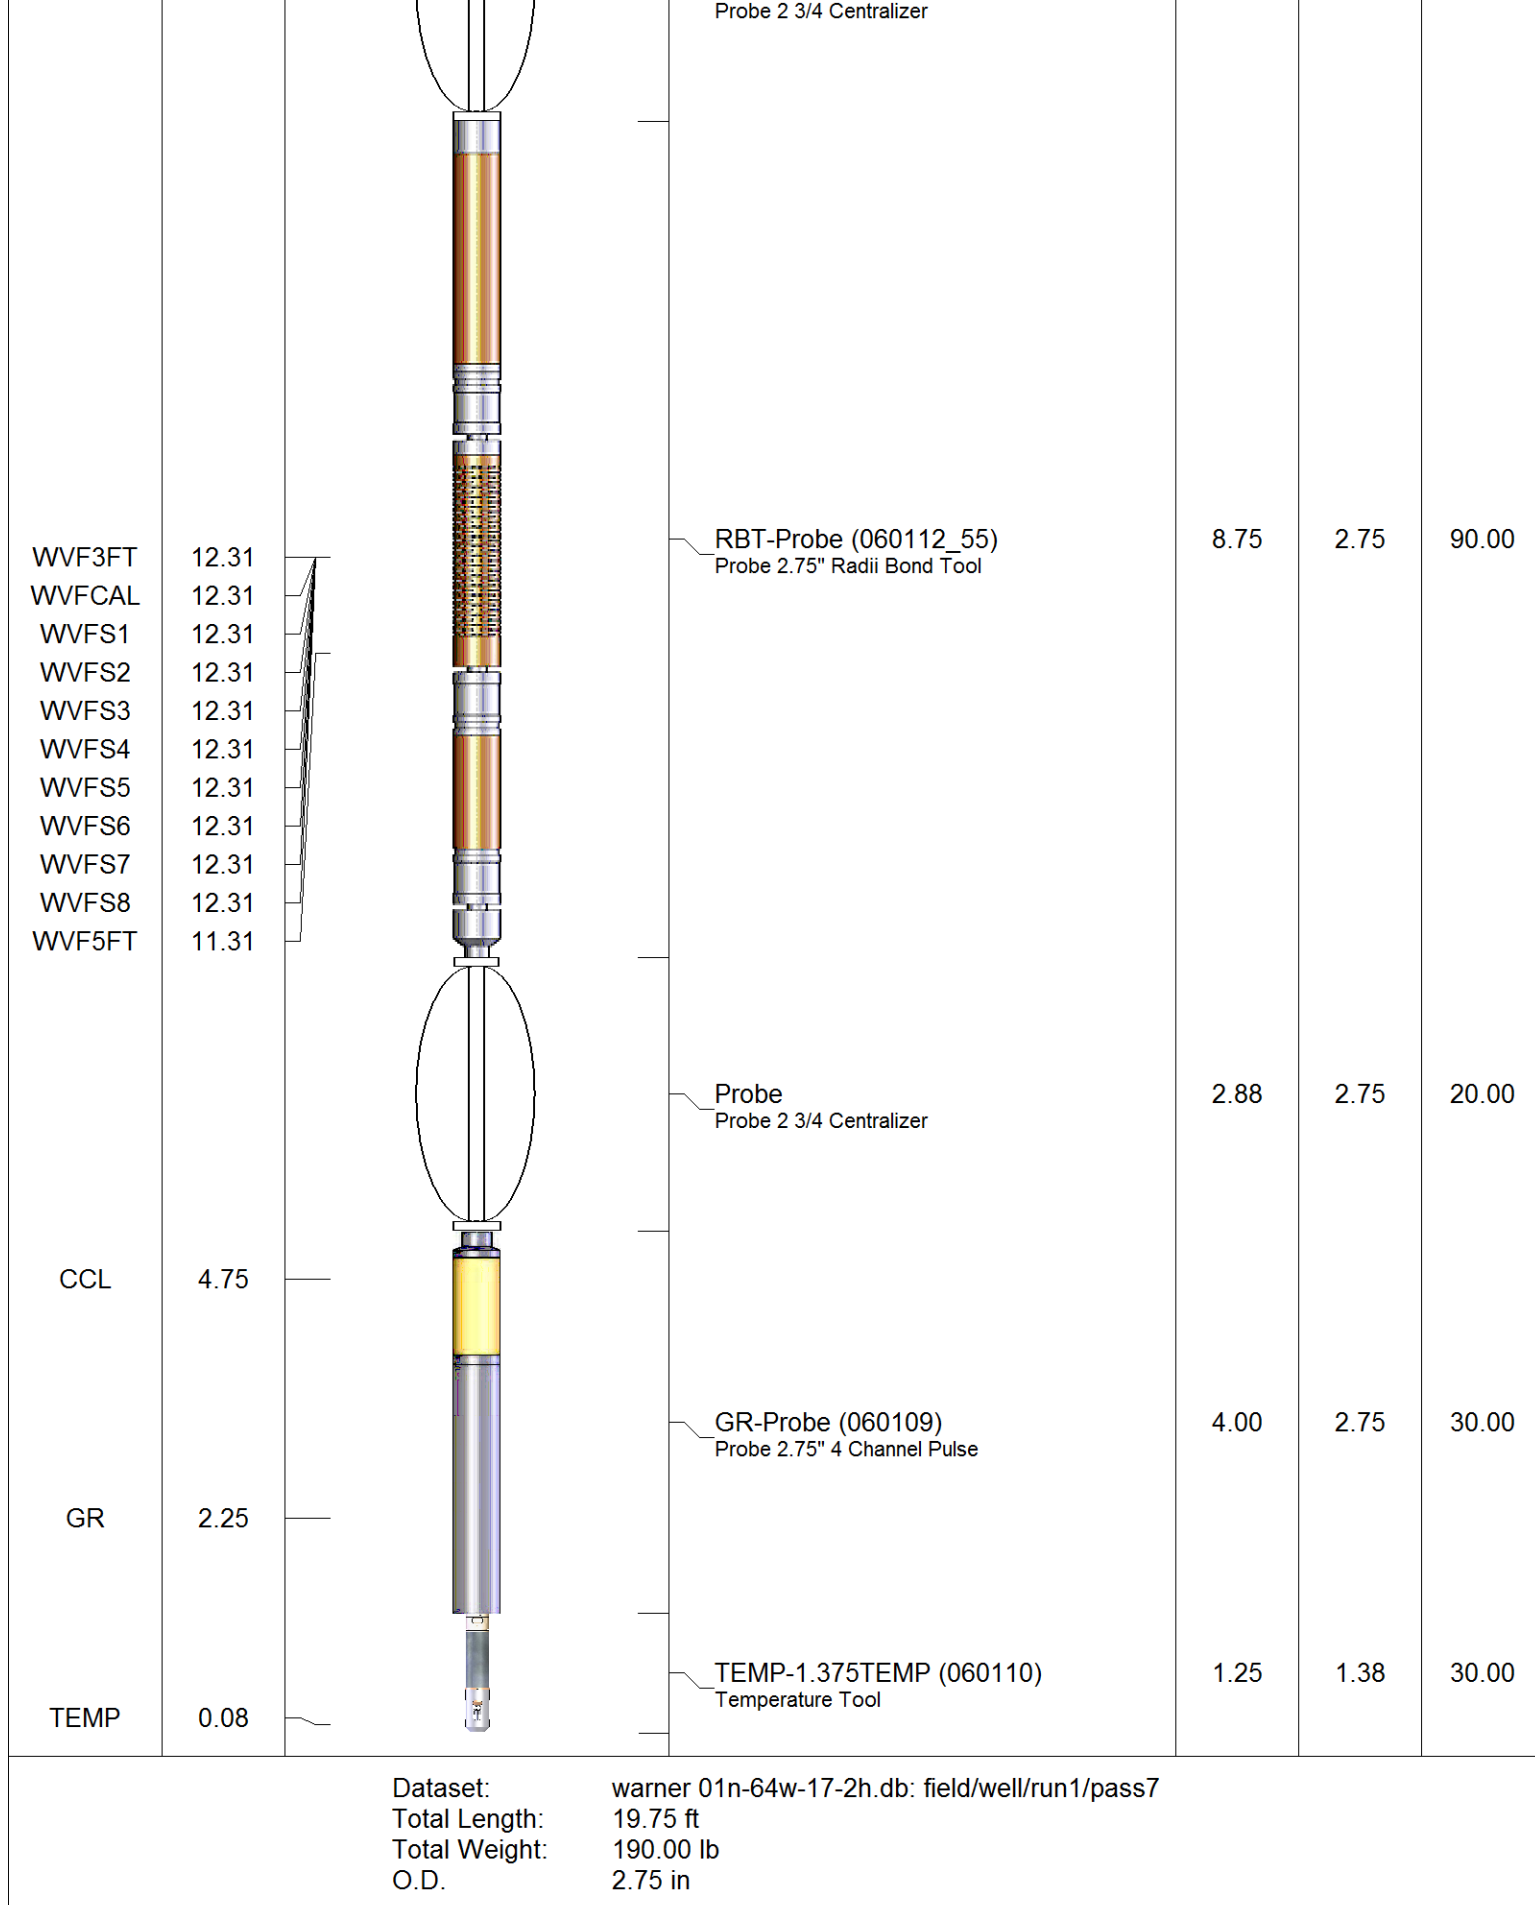 Probe 2 3/4 Centralizer
RBT-Probe (060112_55) 8.75 2.75 90.00
WVF3FT 12.31
Probe 2.75" Radii Bond Tool
WVFCAL 12.31
WVFS1 12.31
WVFS2 12.31
WVFS3 12.31
WVFS4 12.31
WVFS5 12.31
WVFS6 12.31
WVFS7 12.31
WVFS8 12.31
WVF5FT 11.31
Probe 2.88 2.75 20.00
Probe 2 3/4 Centralizer
CCL 4.75
GR-Probe (060109) 4.00 2.75 30.00
Probe 2.75" 4 Channel Pulse
GR 2.25
TEMP-1.375TEMP (060110) 1.25 1.38 30.00
Temperature Tool
TEMP 0.08
Dataset: warner 01n-64w-17-2h.db: field/well/run1/pass7
Total Length: 19.75 ft
Total Weight: 190.00 lb
O.D. 2.75 in